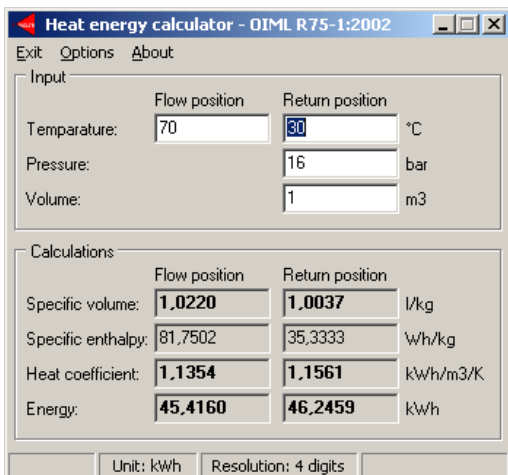 Heat energy calculator - OIML R75-1:2002
Exit Options About
Input
Flow position Return position
Temparature: 70 30 °C
Pressure: 16 bar
Volume: 1 m3
Calculations
Flow position Return position
Specific volume: 1,0220 1,0037 l/kg
Specific enthalpy: 81,7502 35,3333 Wh/kg
Heat coefficient: 1,1354 1,1561 kWh/m3/K
Energy: 45,4160 46,2459 kWh
Unit: kWh Resolution: 4 digits